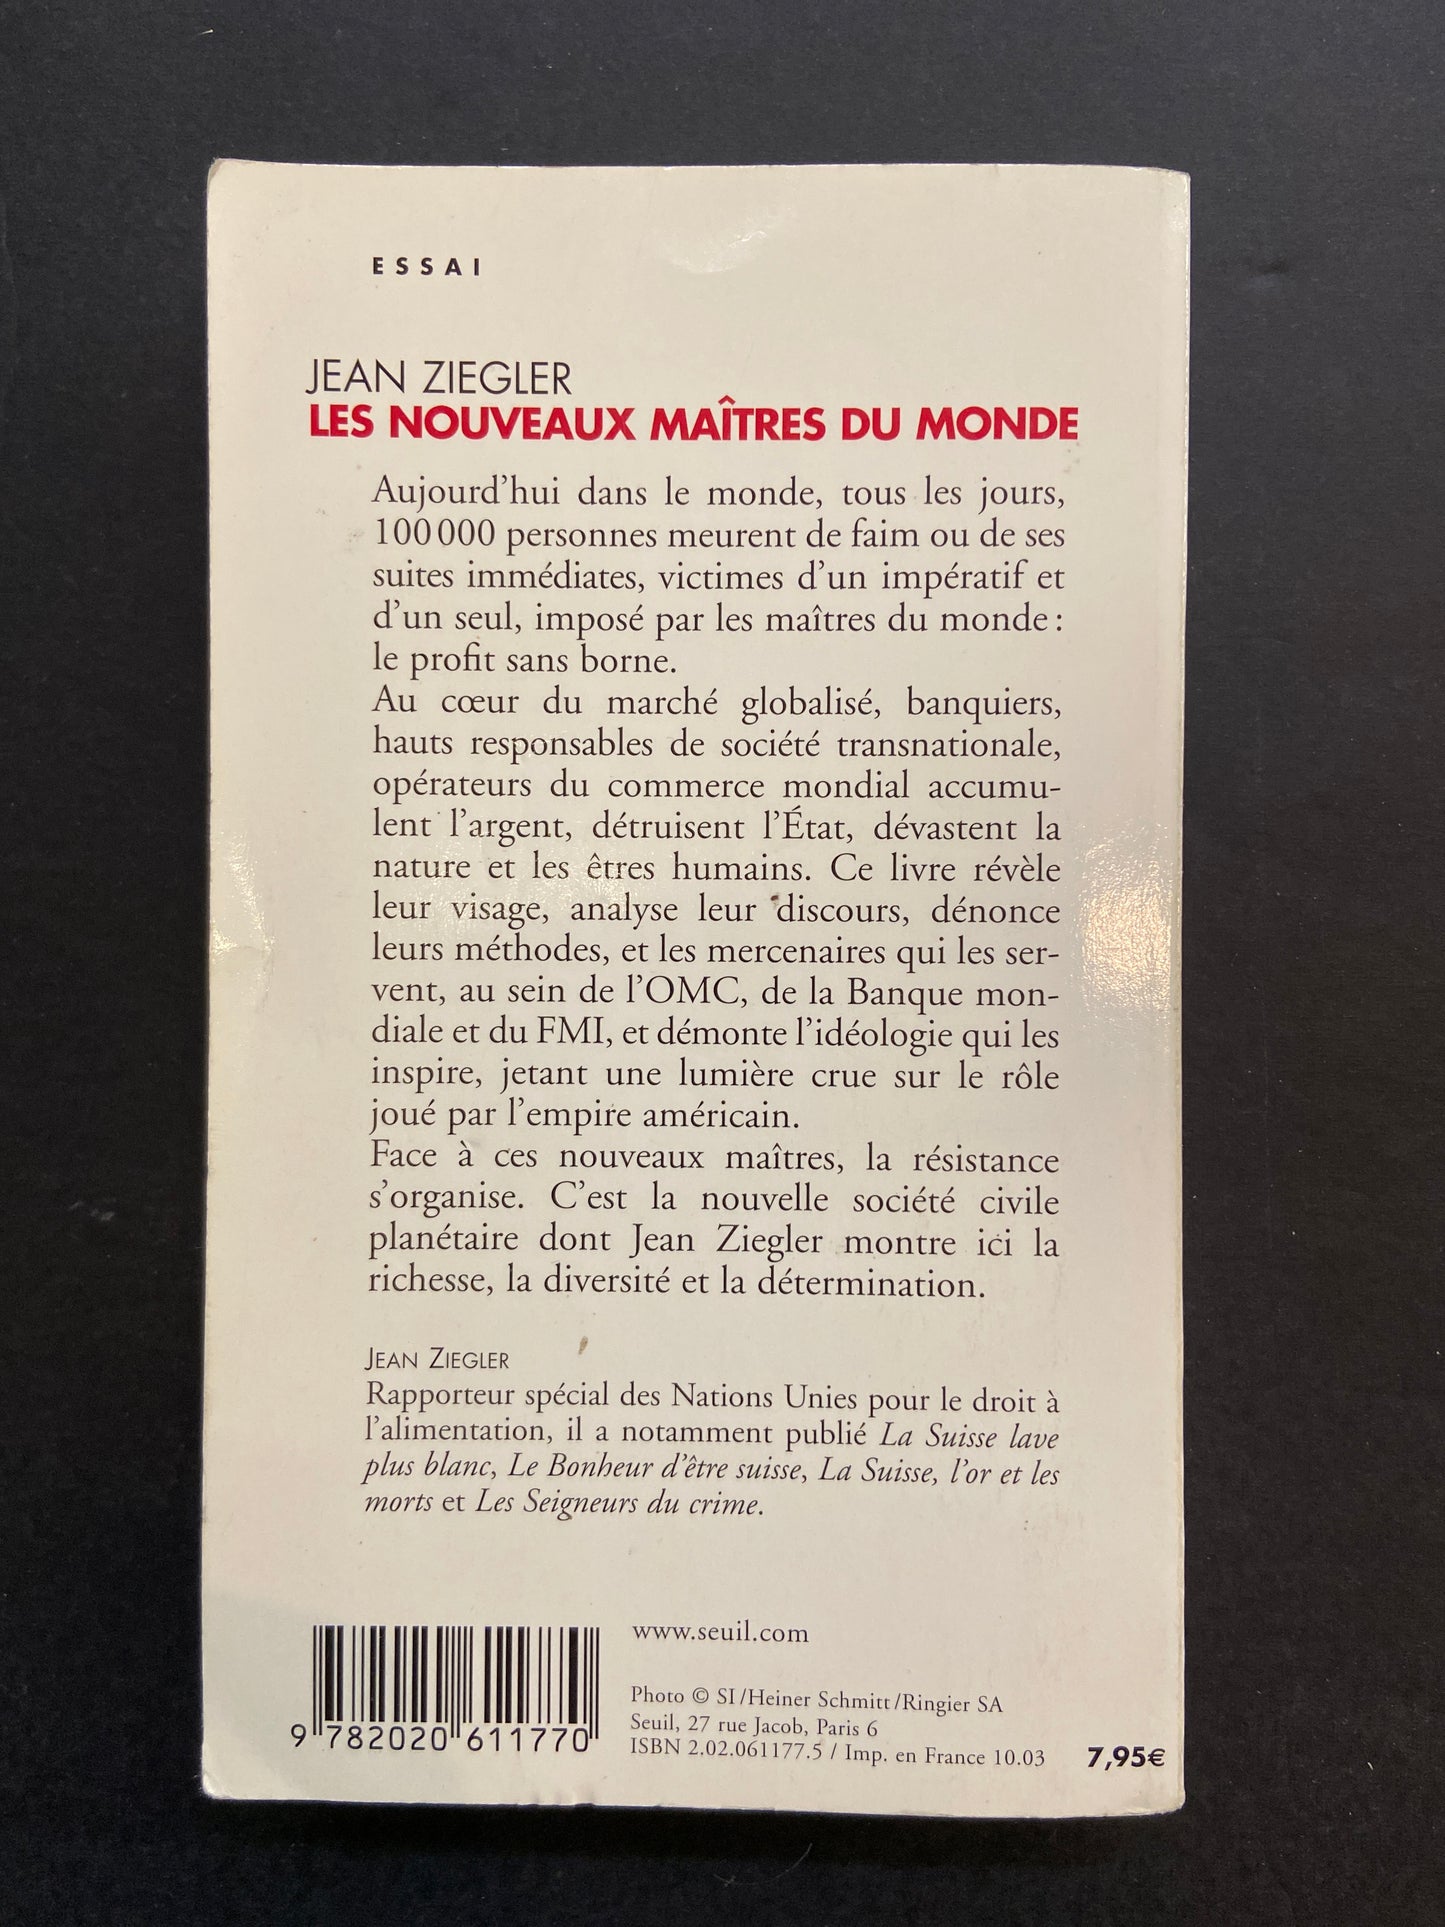 ESSAI
JEAN ZIEGLER
LES NOUVEAUX MAÎTRES DU MONDE
Aujourd'hui dans le monde, tous les jours,
100 000 personnes meurent de faim ou de ses
suites immédiates, victimes d'un impératif et
d'un seul, imposé par les maîtres du monde :
le profit sans borne.
Au cœur du marché globalisé, banquiers,
hauts responsables de société transnationale,
opérateurs du commerce mondial accumu-
lent l'argent, détruisent l'État, dévastent la
nature et les êtres humains. Ce livre révèle
leur visage, analyse leur discours, dénonce
leurs méthodes, et les mercenaires qui les ser-
vent, au sein de l'OMC, de la Banque mon-
diale et du FMI, et démonte l'idéologie qui les
inspire, jetant une lumière crue sur le rôle
joué par l'empire américain.
Face à ces nouveaux maîtres, la résistance
s'organise. C'est la nouvelle société civile
planétaire dont Jean Ziegler montre ici la
richesse, la diversité et la détermination.
JEAN ZIEGLER
Rapporteur spécial des Nations Unies pour le droit à
l'alimentation, il a notamment publié La Suisse lave
plus blanc, Le Bonheur d'être suisse, La Suisse, l'or et les
morts et Les Seigneurs du crime.
www.seuil.com
Photo © SI/Heiner Schmitt/Ringier SA
Seuil, 27 rue Jacob, Paris 6
ISBN 2.02.061177.5 / Imp. en France 10.03
7,95€
9 782020 611770